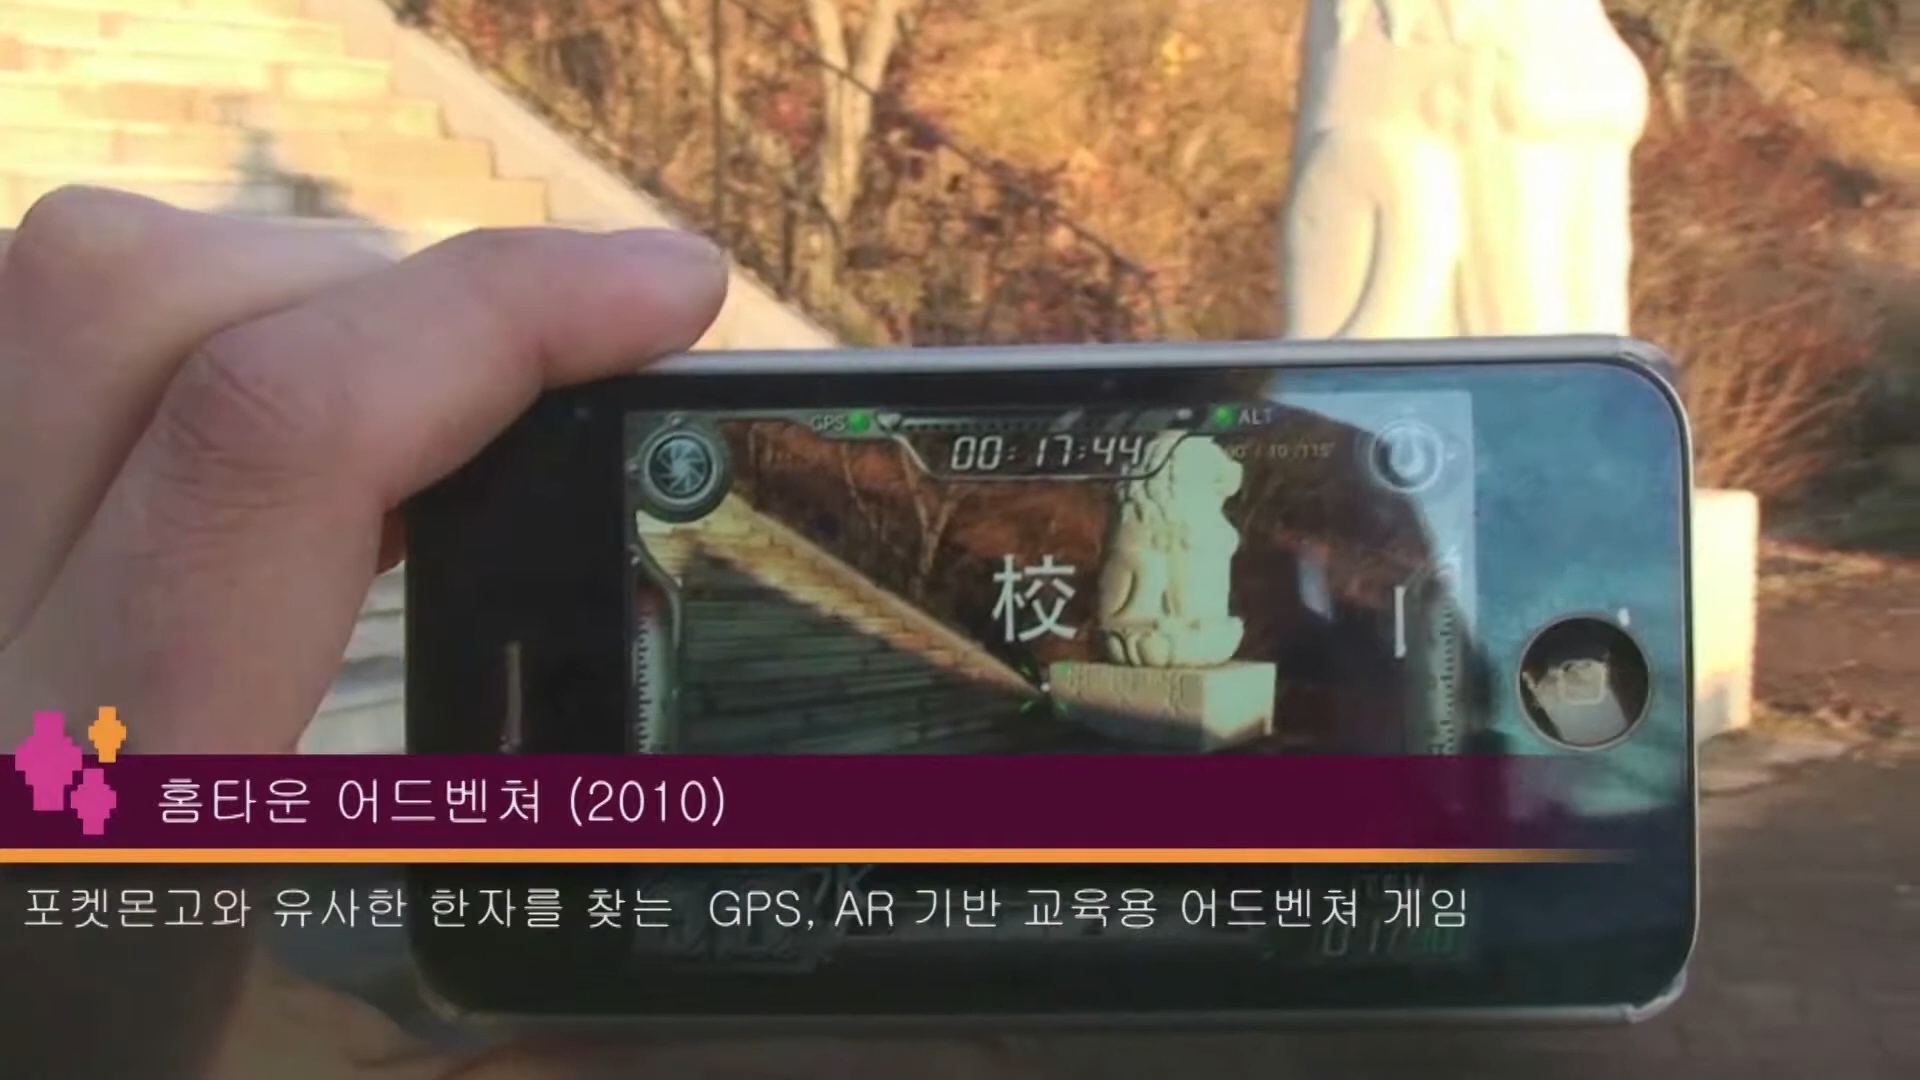 GPS
ALT
00:17:44
校
홈타운 어드벤쳐 (2010)
포켓몬고와 유사한 한자를 찾는 GPS, AR 기반 교육용 어드벤쳐 게임